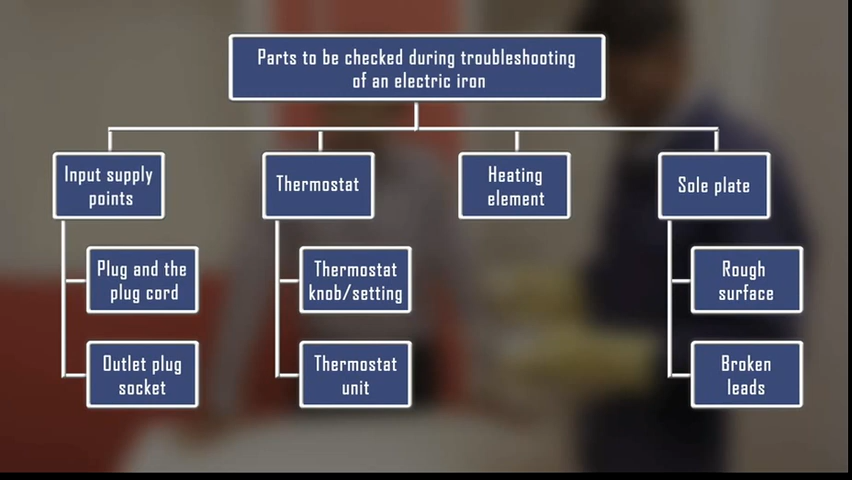 Parts to be checked during troubleshooting
of an electric iron
Input supply
points
Thermostat
Heating
element
Sole plate
Plug and the
plug cord
Thermostat
knob/setting
Rough
surface
Outlet plug
socket
Thermostat
unit
Broken
leads